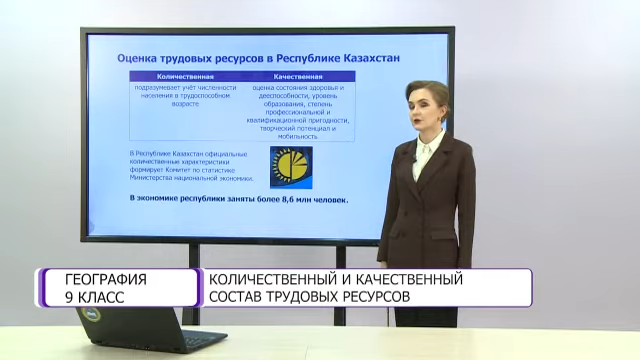 Оценка трудовых ресурсов в Республике Казахстан
Количественная
Качественная
подразумевает учёт численности
населения в трудоспособном
возрасте
оценка состояния здоровья и
дееспособности, уровень
образования, степень
профессиональной и
квалификационной пригодности,
творческий потенциал и
мобильность
В Республике Казахстан официальные
количественные характеристики
формирует Комитет по статистике
Министерства национальной экономики.
В экономике республики заняты более 8,6 млн человек.
ГЕОГРАФИЯ
9 КЛАСС
КОЛИЧЕСТВЕННЫЙ И КАЧЕСТВЕННЫЙ
СОСТАВ ТРУДОВЫХ РЕСУРСОВ